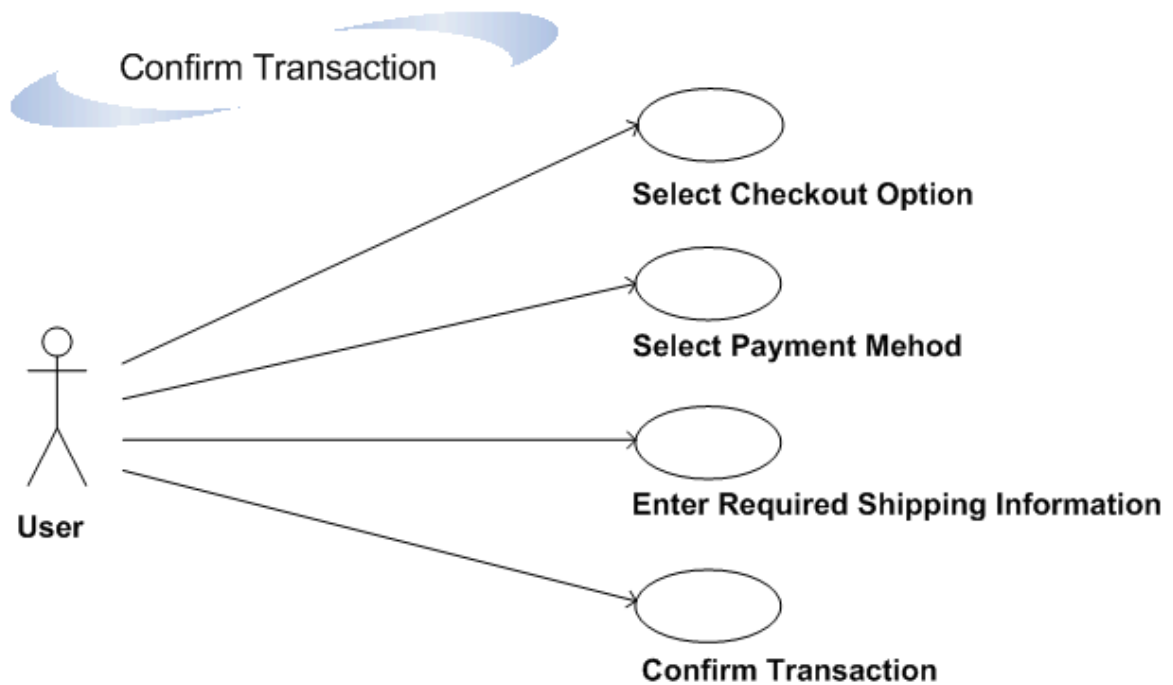 Confirm Transaction
Select Checkout Option
Select Payment Mehod
Enter Required Shipping Information
User
Confirm Transaction